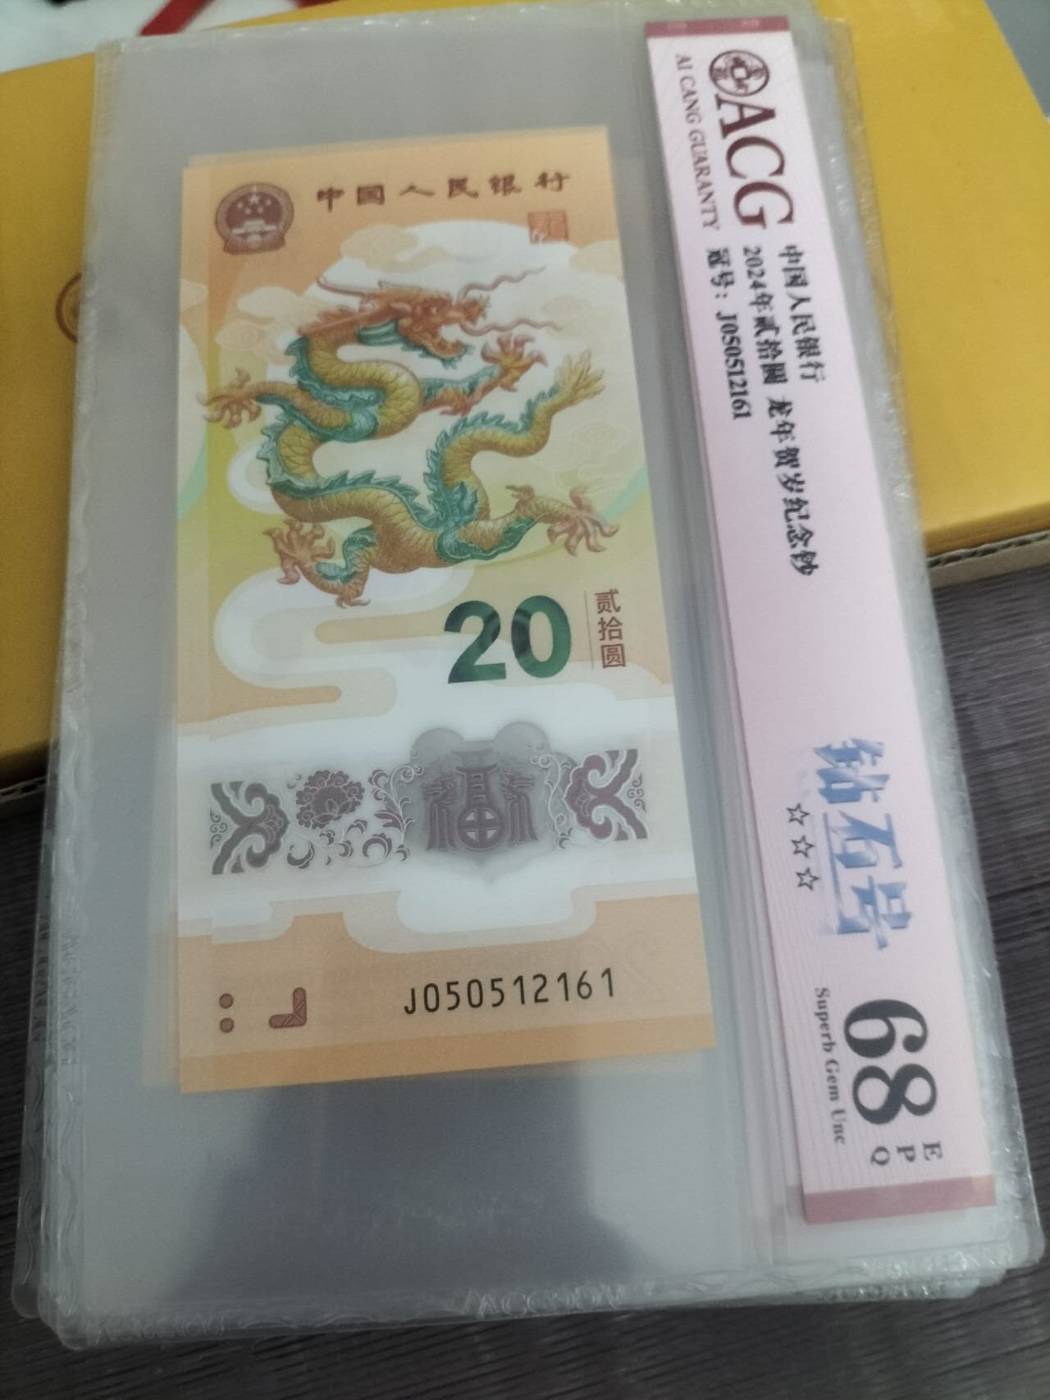 中国人民银行
20
贰拾圆
福
J050512161
ACG
AI CANG GUARANTY
中国人民银行
2024年贰拾圆 龙年贺岁纪念钞
冠号：J050512161
钻石号
☆☆☆
68
EPQ
Superb Gem Unc